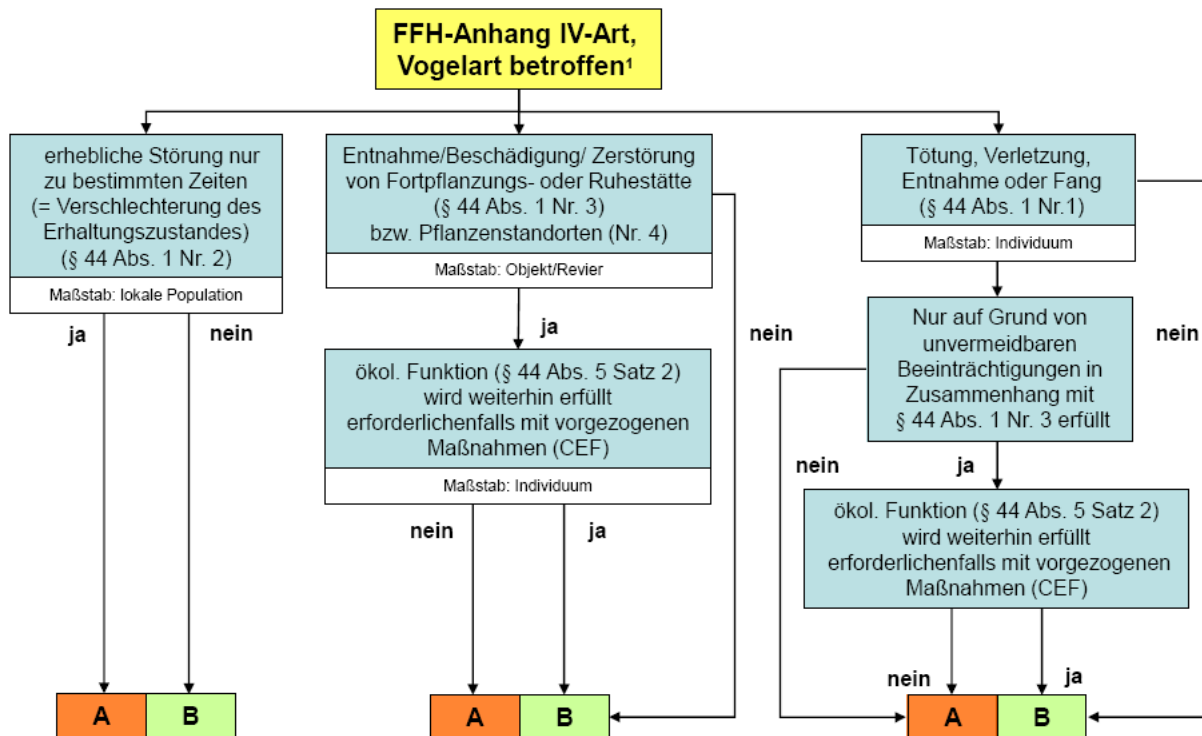 FFH-Anhang IV-Art,
Vogelart betroffen¹
erhebliche Störung nur
zu bestimmten Zeiten
(= Verschlechterung des
Erhaltungszustandes)
(§ 44 Abs. 1 Nr. 2)
Maßstab: lokale Population
ja
nein
A
B
Entnahme/Beschädigung/ Zerstörung
von Fortpflanzungs- oder Ruhestätte
(§ 44 Abs. 1 Nr. 3)
bzw. Pflanzenstandorten (Nr. 4)
Maßstab: Objekt/Revier
ja
nein
ökol. Funktion (§ 44 Abs. 5 Satz 2)
wird weiterhin erfüllt
erforderlichenfalls mit vorgezogenen
Maßnahmen (CEF)
Maßstab: Individuum
nein
ja
A
B
Tötung, Verletzung,
Entnahme oder Fang
(§ 44 Abs. 1 Nr.1)
Maßstab: Individuum
nein
Nur auf Grund von
unvermeidbaren
Beeinträchtigungen in
Zusammenhang mit
§ 44 Abs. 1 Nr. 3 erfüllt
nein
ja
ökol. Funktion (§ 44 Abs. 5 Satz 2)
wird weiterhin erfüllt
erforderlichenfalls mit vorgezogenen
Maßnahmen (CEF)
nein
ja
A
B